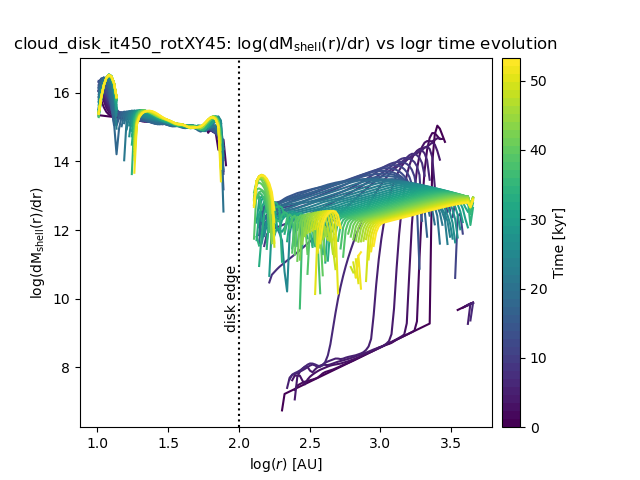 cloud_disk_it450_rotXY45: log(dM_shell(r)/dr) vs logr time evolution
log(dM_shell(r)/dr)
16
14
12
10
8
disk edge
1.0 1.5 2.0 2.5 3.0 3.5
log(r) [AU]
50
40
30
20
10
0
Time [kyr]